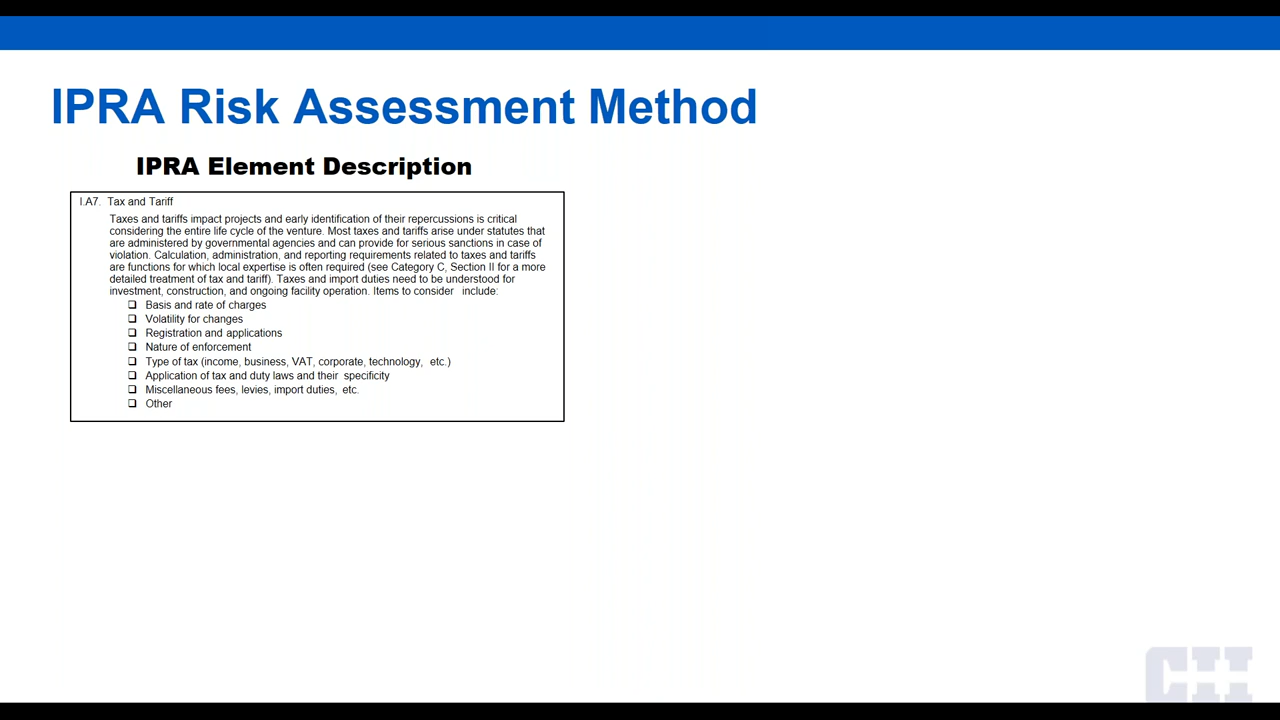 IPRA Risk Assessment Method
IPRA Element Description
I.A7. Tax and Tariff
Taxes and tariffs impact projects and early identification of their repercussions is critical
considering the entire life cycle of the venture. Most taxes and tariffs arise under statutes that
are administered by governmental agencies and can provide for serious sanctions in case of
violation. Calculation, administration, and reporting requirements related to taxes and tariffs
are functions for which local expertise is often required (see Category C, Section II for a more
detailed treatment of tax and tariff). Taxes and import duties need to be understood for
investment, construction, and ongoing facility operation. Items to consider include:
❑ Basis and rate of charges
❑ Volatility for changes
❑ Registration and applications
❑ Nature of enforcement
❑ Type of tax (income, business, VAT, corporate, technology, etc.)
❑ Application of tax and duty laws and their specificity
❑ Miscellaneous fees, levies, import duties, etc.
❑ Other
CII